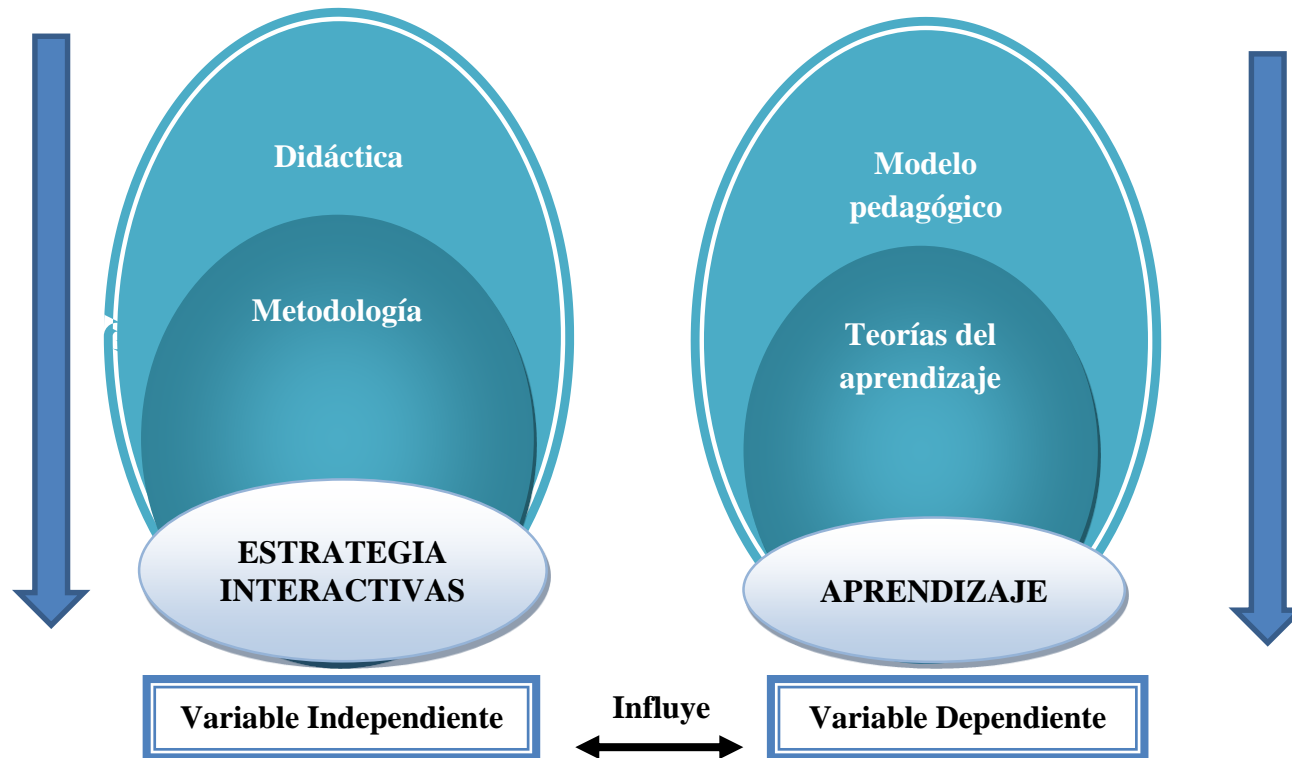 Didáctica
Metodología
ESTRATEGIA
INTERACTIVAS
Variable Independiente
Influye
Modelo
pedagógico
Teorías del
aprendizaje
APRENDIZAJE
Variable Dependiente